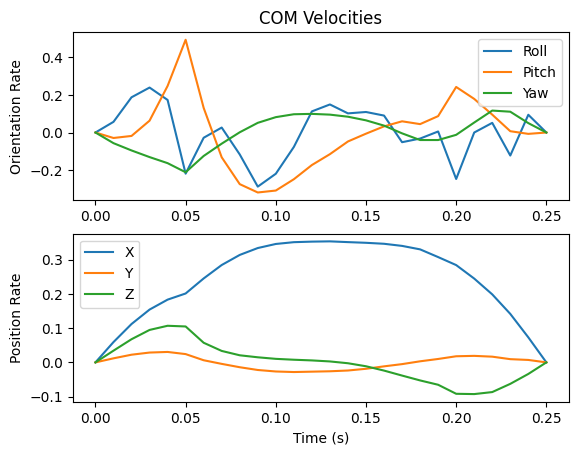 COM Velocities
Orientation Rate
0.4
0.2
0.0
−0.2
Roll
Pitch
Yaw
0.00
0.05
0.10
0.15
0.20
0.25
Position Rate
0.3
0.2
0.1
0.0
−0.1
X
Y
Z
0.00
0.05
0.10
0.15
0.20
0.25
Time (s)